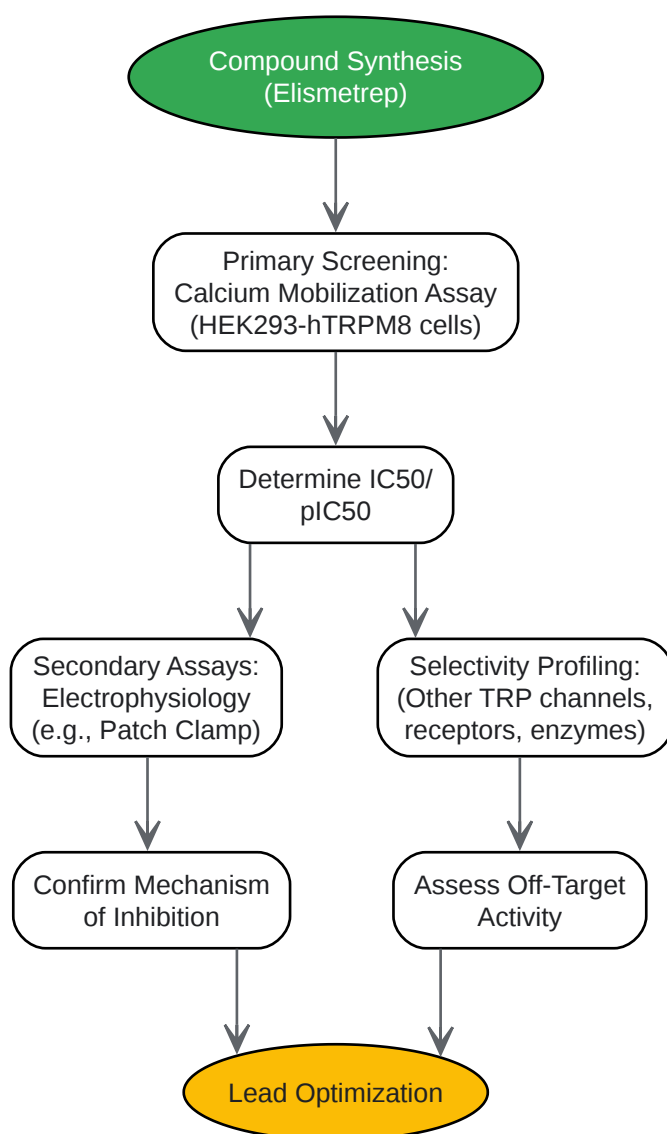 Compound Synthesis
(Elismetrep)
Primary Screening:
Calcium Mobilization Assay
(HEK293-hTRPM8 cells)
Determine IC50/
pIC50
Secondary Assays:
Electrophysiology
(e.g., Patch Clamp)
Selectivity Profiling:
(Other TRP channels,
receptors, enzymes)
Confirm Mechanism
of Inhibition
Assess Off-Target
Activity
Lead Optimization